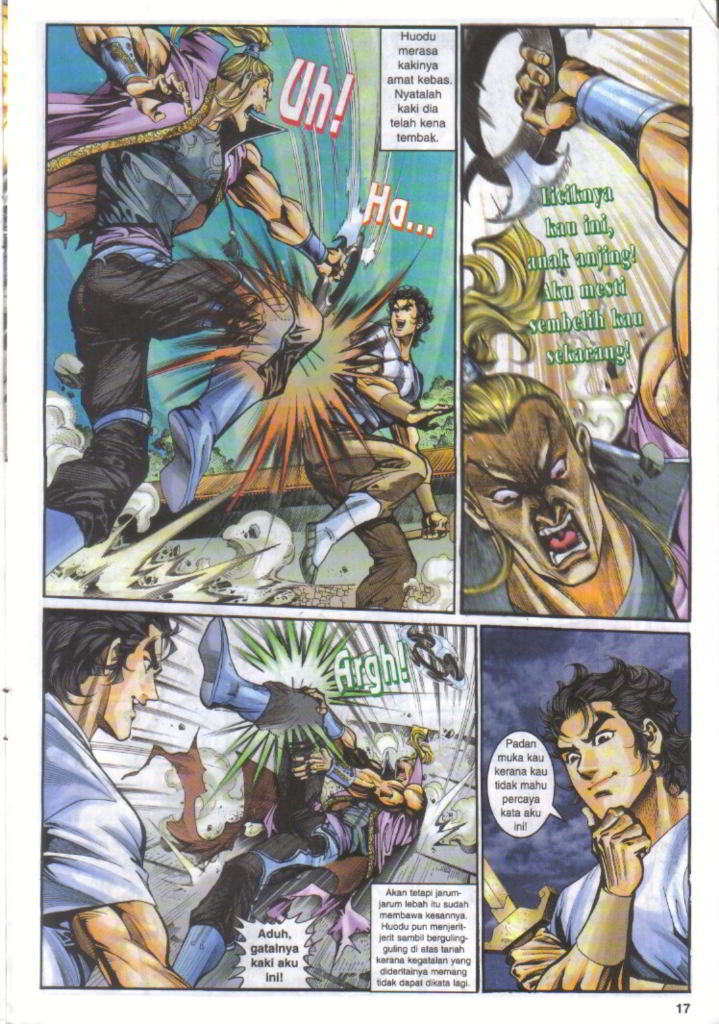 Huodu
merasa
kakinya
amat kebas.
Nyatalah
kaki dia
telah kena
tembak.
Uh!
Ha...
Liciknya
kau ini,
anak anjing!
Aku mesti
sembelih kau
sekarang!
Argh!
Aduh,
gatalnya
kaki aku
ini!
Akan tetapi jarum-
jarum lebah itu sudah
membawa kesannya.
Huodu pun menjerit-
jerit sambil berguling-
guling di atas tanah
kerana kegatalan yang
dideritainya memang
tidak dapat dikata lagi.
Padan
muka kau
kerana kau
tidak mahu
percaya
kata aku
ini!
17